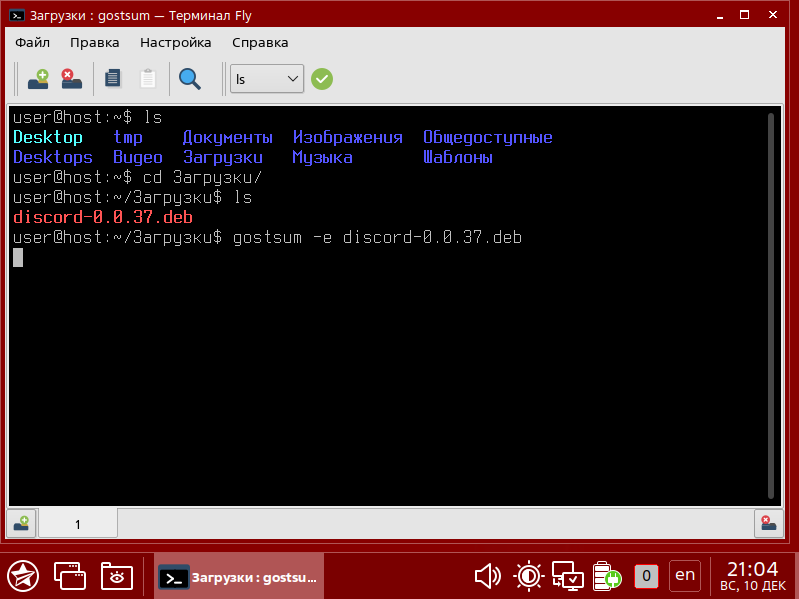 Загрузки : gostsum — Терминал Fly
Файл Правка Настройка Справка
ls
user@host:~$ ls
Desktop tmp Документы Изображения Общедоступные
Desktops Видео Загрузки Музыка Шаблоны
user@host:~$ cd Загрузки/
user@host:~/Загрузки$ ls
discord-0.0.37.deb
user@host:~/Загрузки$ gostsum -e discord-0.0.37.deb
1
Загрузки : gostsu...
0
en
21:04
ВС, 10 ДЕК